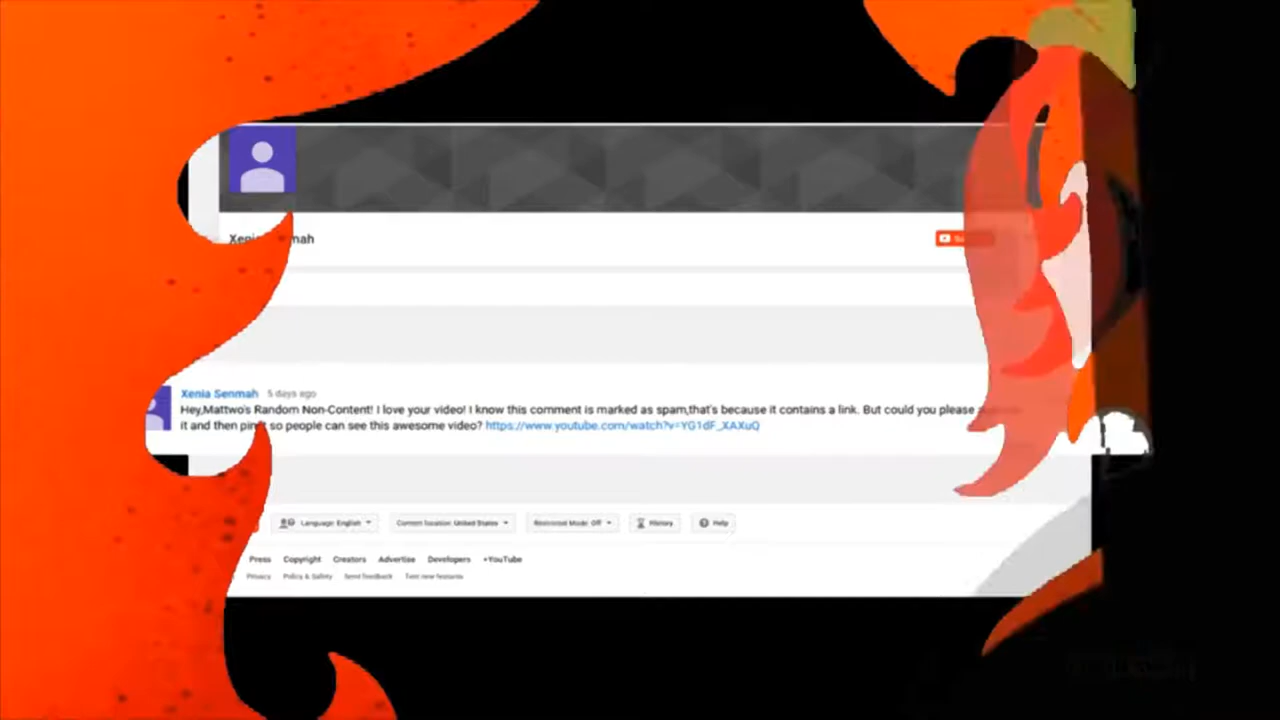 Xenia Senmah 5 days ago
Hey,Mattwo's Random Non-Content! I love your video! I know this comment is marked as spam,that's because it contains a link. But could you please
it and then pin it so people can see this awesome video? https://www.youtube.com/watch?v=YG1dF_XAXuQ
Language: English Content location: United States Restricted Mode: Off History Help
Press Copyright Creators Advertise Developers +YouTube
Privacy Policy & Safety Send feedback Test new features